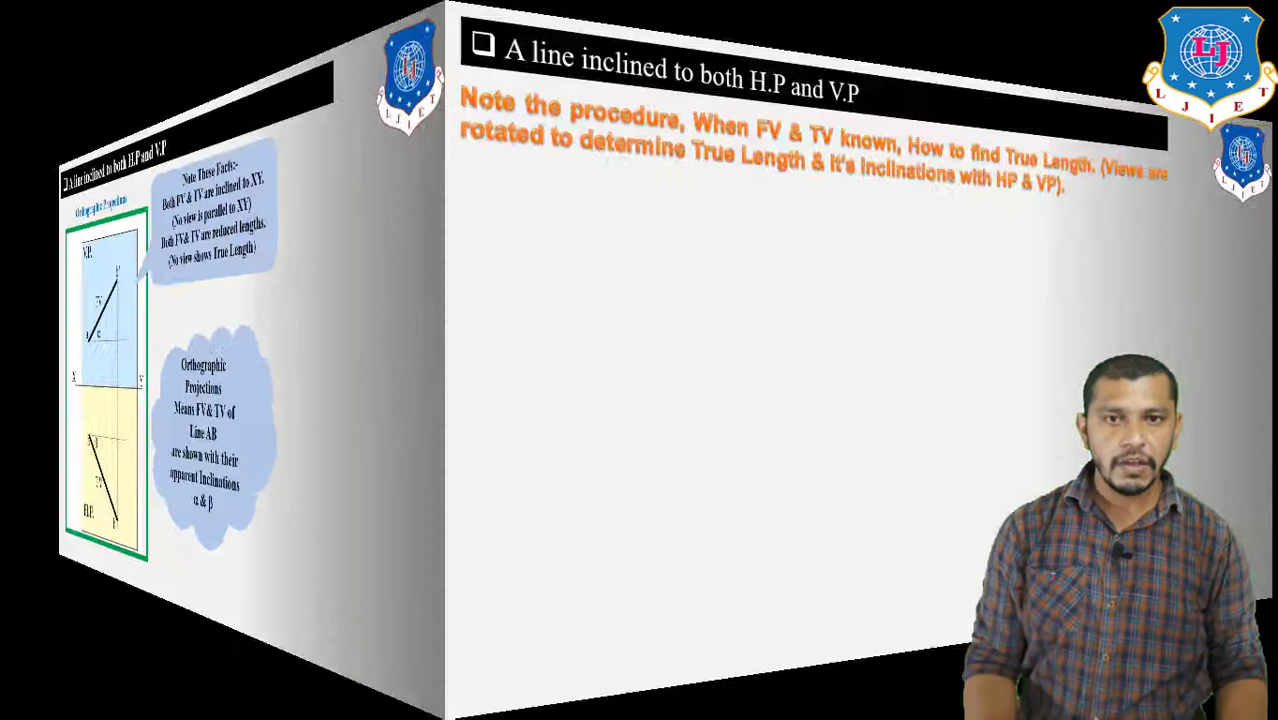 ❑ A line inclined to both H.P and V.P
Orthographic Projections
Note These Facts:-
Both FV & TV are inclined to XY.
(No view is parallel to XY)
Both FV& TV are reduced lengths.
(No view shows True Length)
V.P.
FV
X
Y
TV
H.P.
Orthographic
Projections
Means FV& TV of
Line AB
are shown with their
apparent Inclinations
α & β
❑ A line inclined to both H.P and V.P
Note the procedure, When FV & TV known, How to find True Length. (Views are
rotated to determine True Length & It's Inclinations with HP & VP).
LJ
L J I E T